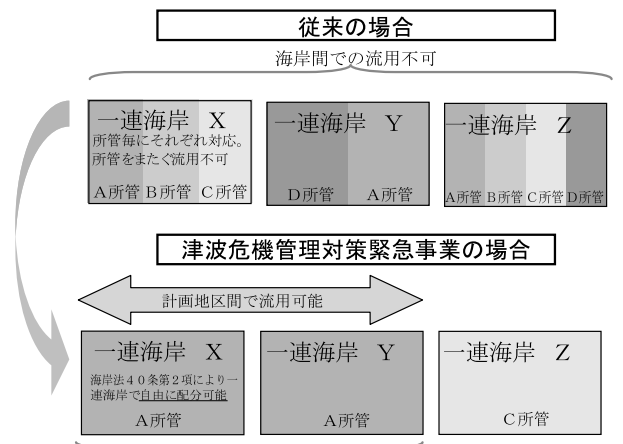 従来の場合
海岸間での流用不可
一連海岸 X
所管毎にそれぞれ対応。
所管をまたぐ流用不可
A所管 B所管 C所管
一連海岸 Y
D所管 A所管
一連海岸 Z
A所管 B所管 C所管 D所管
津波危機管理対策緊急事業の場合
計画地区間で流用可能
一連海岸 X
海岸法40条第2項により一
連海岸で自由に配分可能
A所管
一連海岸 Y
A所管
一連海岸 Z
C所管